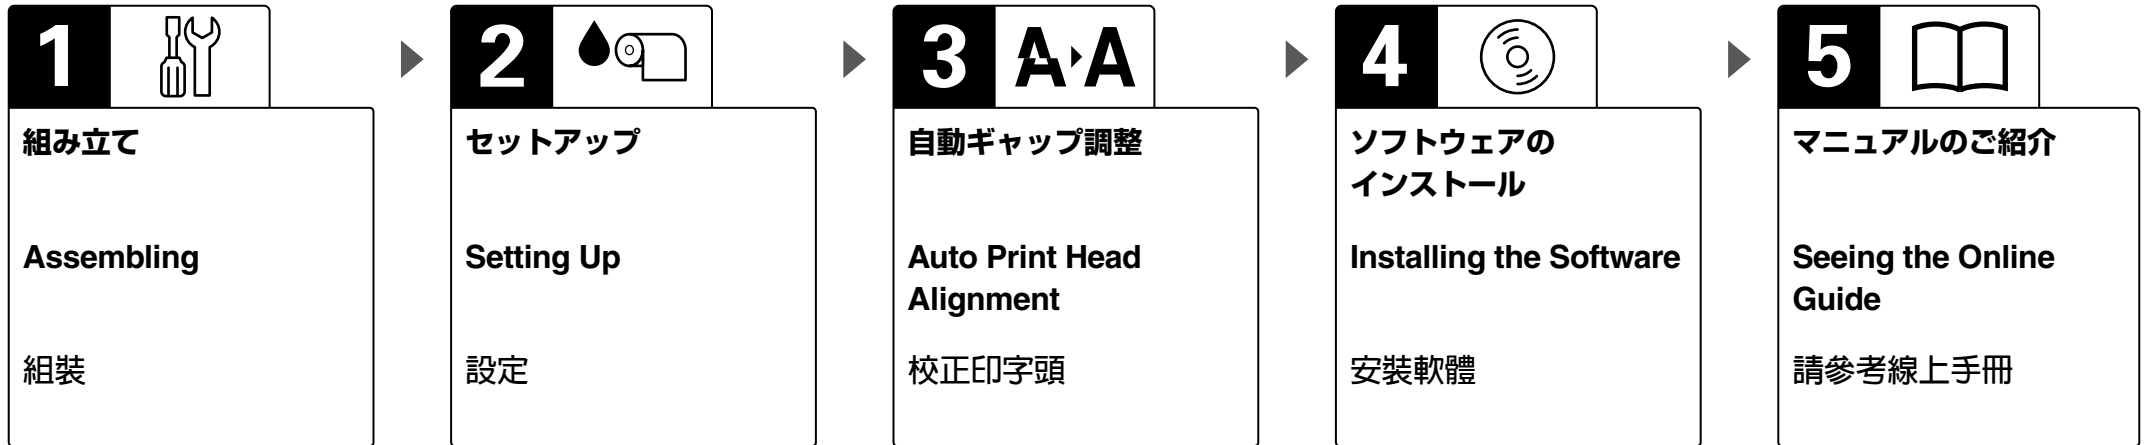 1
組み立て
Assembling
組裝
2
セットアップ
Setting Up
設定
3
A A
自動ギャップ調整
Auto Print Head
Alignment
校正印字頭
4
ソフトウェアの
インストール
Installing the Software
安裝軟體
5
マニュアルのご紹介
Seeing the Online
Guide
請參考線上手冊